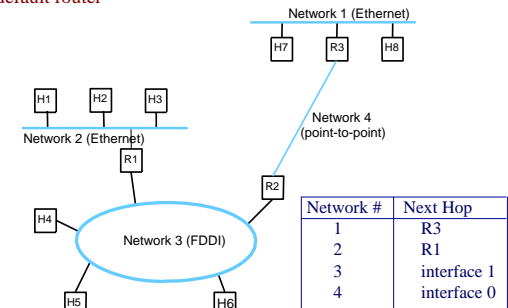 default router
Network 1 (Ethernet)
H7 R3 H8
H1 H2 H3
Network 4
(point-to-point)
Network 2 (Ethernet)
R1
R2
Network # Next Hop
1 R3
2 R1
3 interface 1
4 interface 0
H4
Network 3 (FDDI)
H5 H6